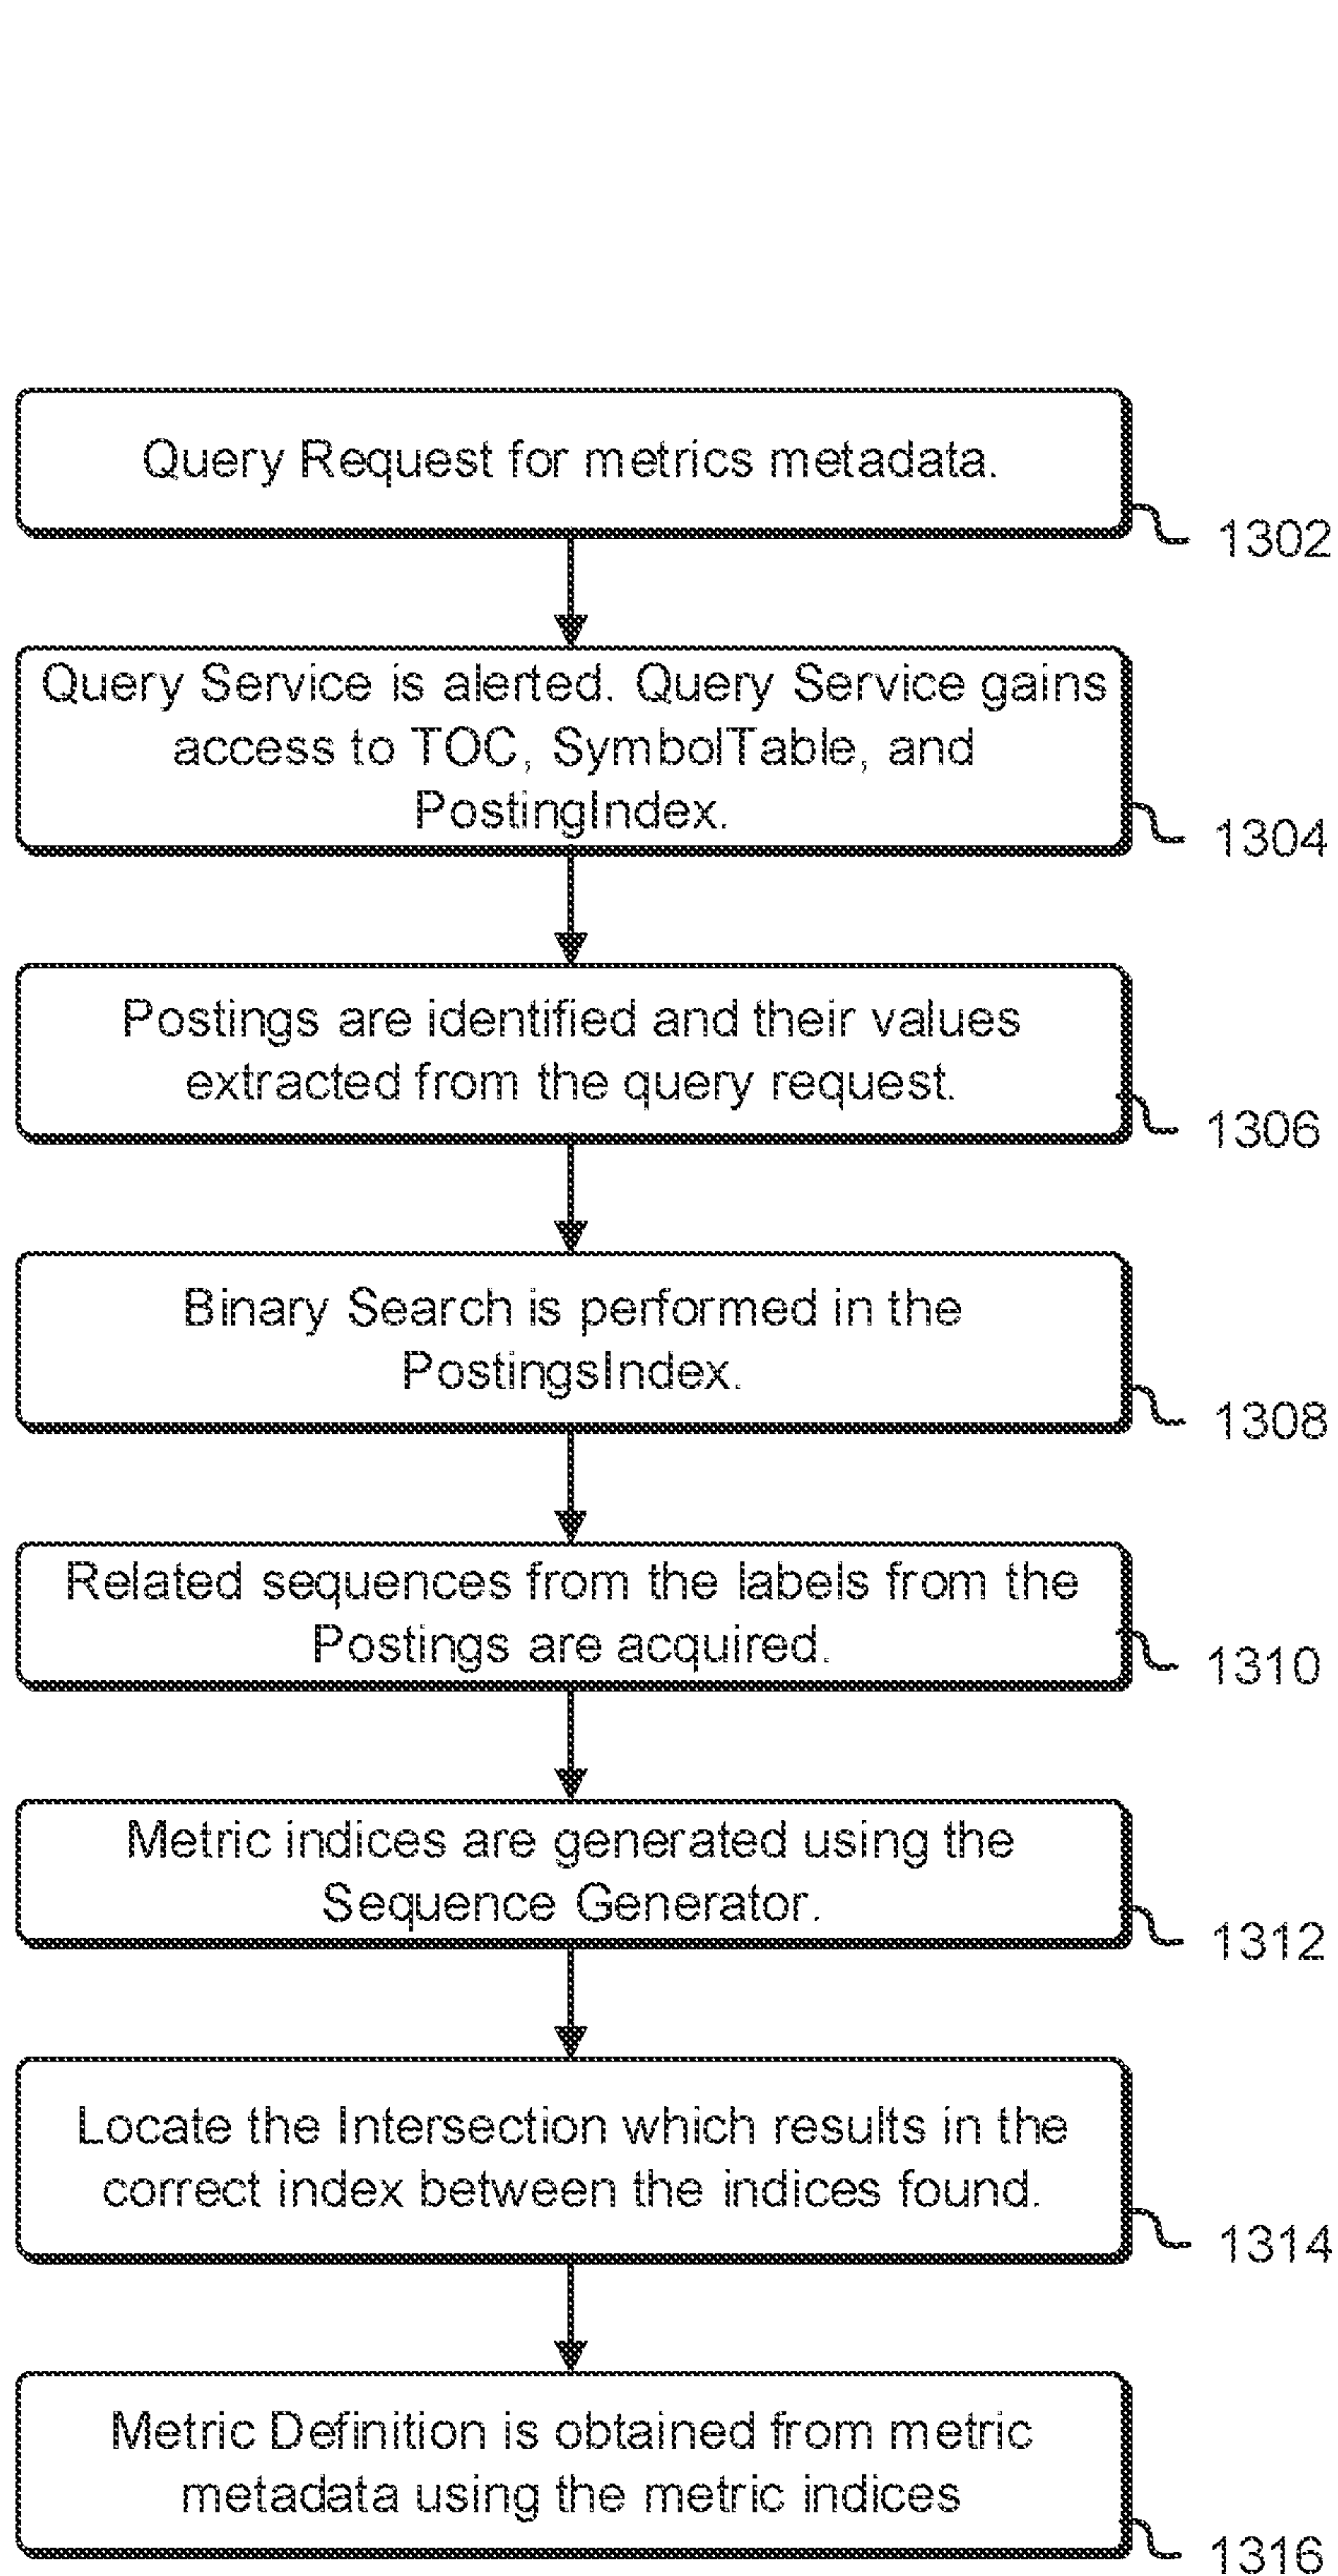 Query Request for metrics metadata.
1302
Query Service is alerted. Query Service gains
access to TOC, SymbolTable, and
PostingIndex.
1304
Postings are identified and their values
extracted from the query request.
1306
Binary Search is performed in the
PostingsIndex.
1308
Related sequences from the labels from the
Postings are acquired.
1310
Metric indices are generated using the
Sequence Generator.
1312
Locate the Intersection which results in the
correct index between the indices found.
1314
Metric Definition is obtained from metric
metadata using the metric indices
1316